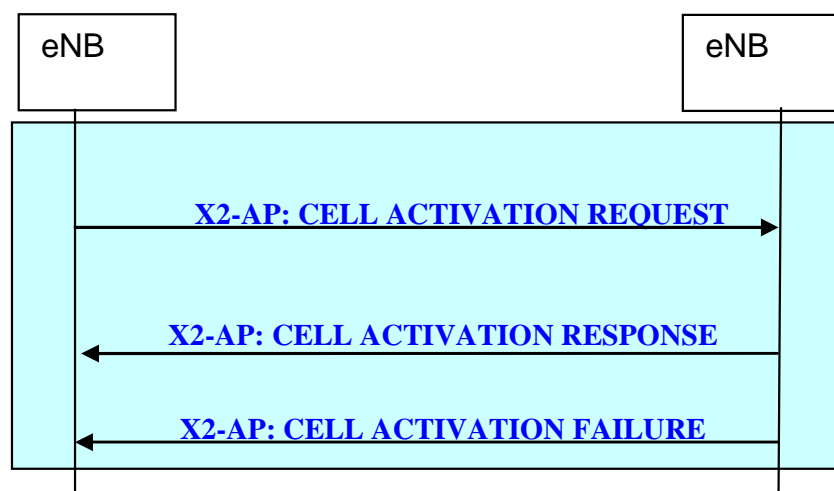 eNB
eNB
X2-AP: CELL ACTIVATION REQUEST
X2-AP: CELL ACTIVATION RESPONSE
X2-AP: CELL ACTIVATION FAILURE